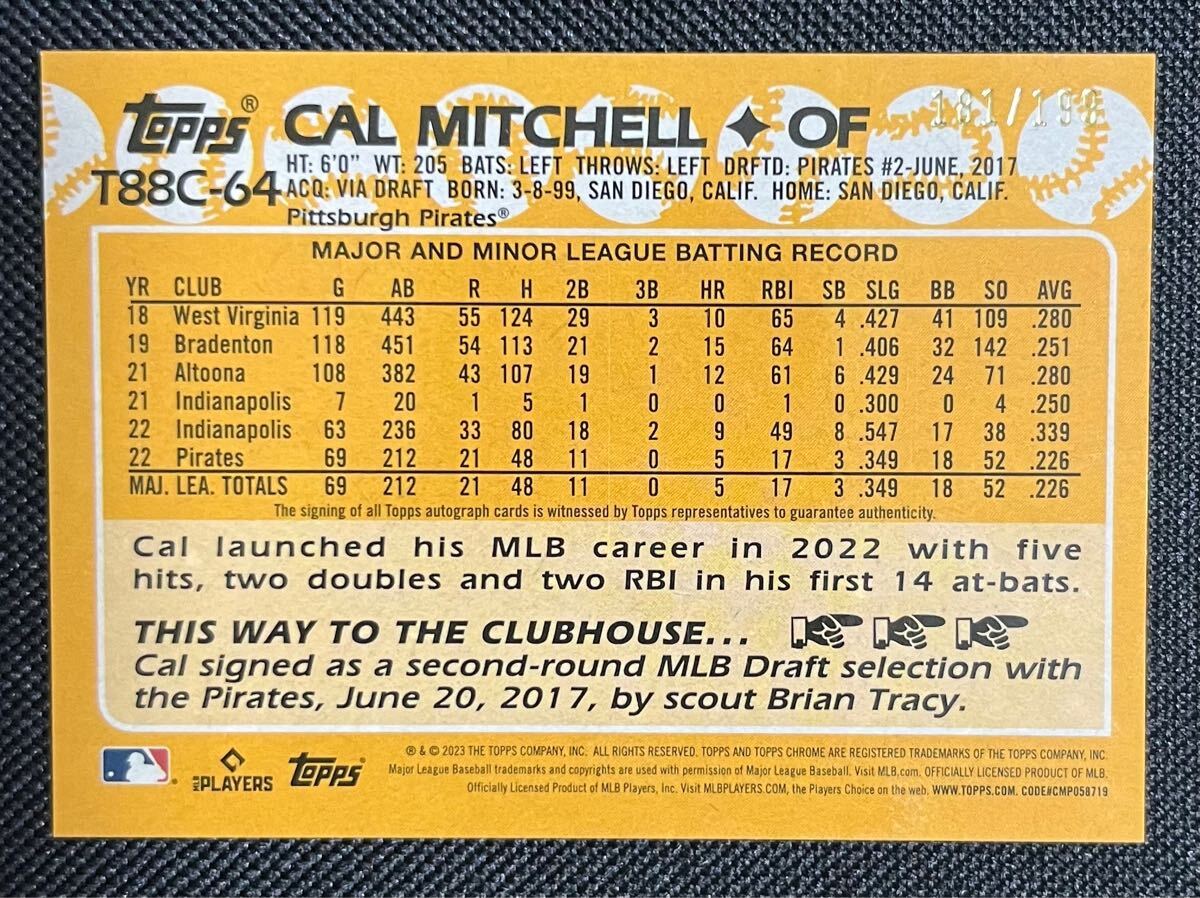 Topps® CAL MITCHELL ✦ OF 181/199
HT: 6'0" WT: 205 BATS: LEFT THROWS: LEFT DRFTD: PIRATES #2-JUNE, 2017
T88C-64 ACQ: VIA DRAFT BORN: 3-8-99, SAN DIEGO, CALIF. HOME: SAN DIEGO, CALIF.
Pittsburgh Pirates®
MAJOR AND MINOR LEAGUE BATTING RECORD
YR CLUB G AB R H 2B 3B HR RBI SB SLG BB SO AVG
18 West Virginia 119 443 55 124 29 3 10 65 4 .427 41 109 .280
19 Bradenton 118 451 54 113 21 2 15 64 1 .406 32 142 .251
21 Altoona 108 382 43 107 19 1 12 61 6 .429 24 71 .280
21 Indianapolis 7 20 1 5 1 0 0 1 0 .300 0 4 .250
22 Indianapolis 63 236 33 80 18 2 9 49 8 .547 17 38 .339
22 Pirates 69 212 21 48 11 0 5 17 3 .349 18 52 .226
MAJ. LEA. TOTALS 69 212 21 48 11 0 5 17 3 .349 18 52 .226
The signing of all Topps autograph cards is witnessed by Topps representatives to guarantee authenticity.
Cal launched his MLB career in 2022 with five
hits, two doubles and two RBI in his first 14 at-bats.
THIS WAY TO THE CLUBHOUSE...
Cal signed as a second-round MLB Draft selection with
the Pirates, June 20, 2017, by scout Brian Tracy.
MLB PLAYERS Topps
® & © 2023 THE TOPPS COMPANY, INC. ALL RIGHTS RESERVED. TOPPS AND TOPPS CHROME ARE REGISTERED TRADEMARKS OF THE TOPPS COMPANY, INC.
Major League Baseball trademarks and copyrights are used with permission of Major League Baseball. Visit MLB.com. OFFICIALLY LICENSED PRODUCT OF MLB.
Officially Licensed Product of MLB Players, Inc. Visit MLBPLAYERS.COM, the Players Choice on the web. WWW.TOPPS.COM. CODE#CMP058719